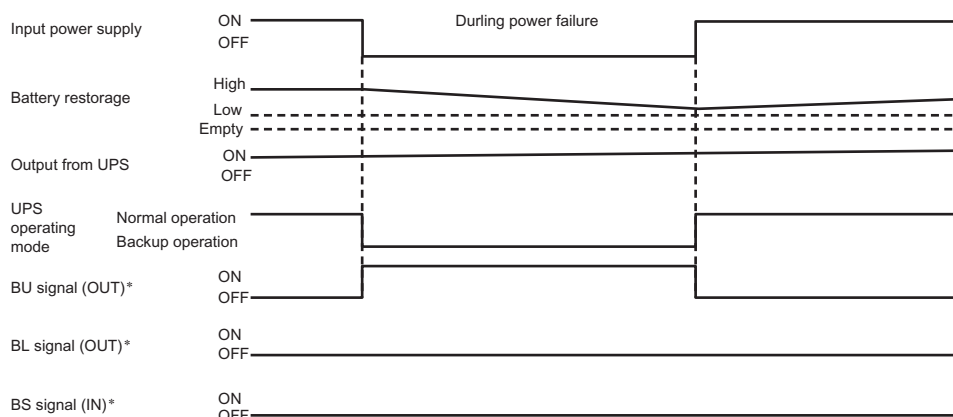 Input power supply
ON
OFF
Durling power failure
Battery restorage
High
Low
Empty
Output from UPS
ON
OFF
UPS
operating
mode
Normal operation
Backup operation
BU signal (OUT)*
ON
OFF
BL signal (OUT)*
ON
OFF
BS signal (IN)*
ON
OFF